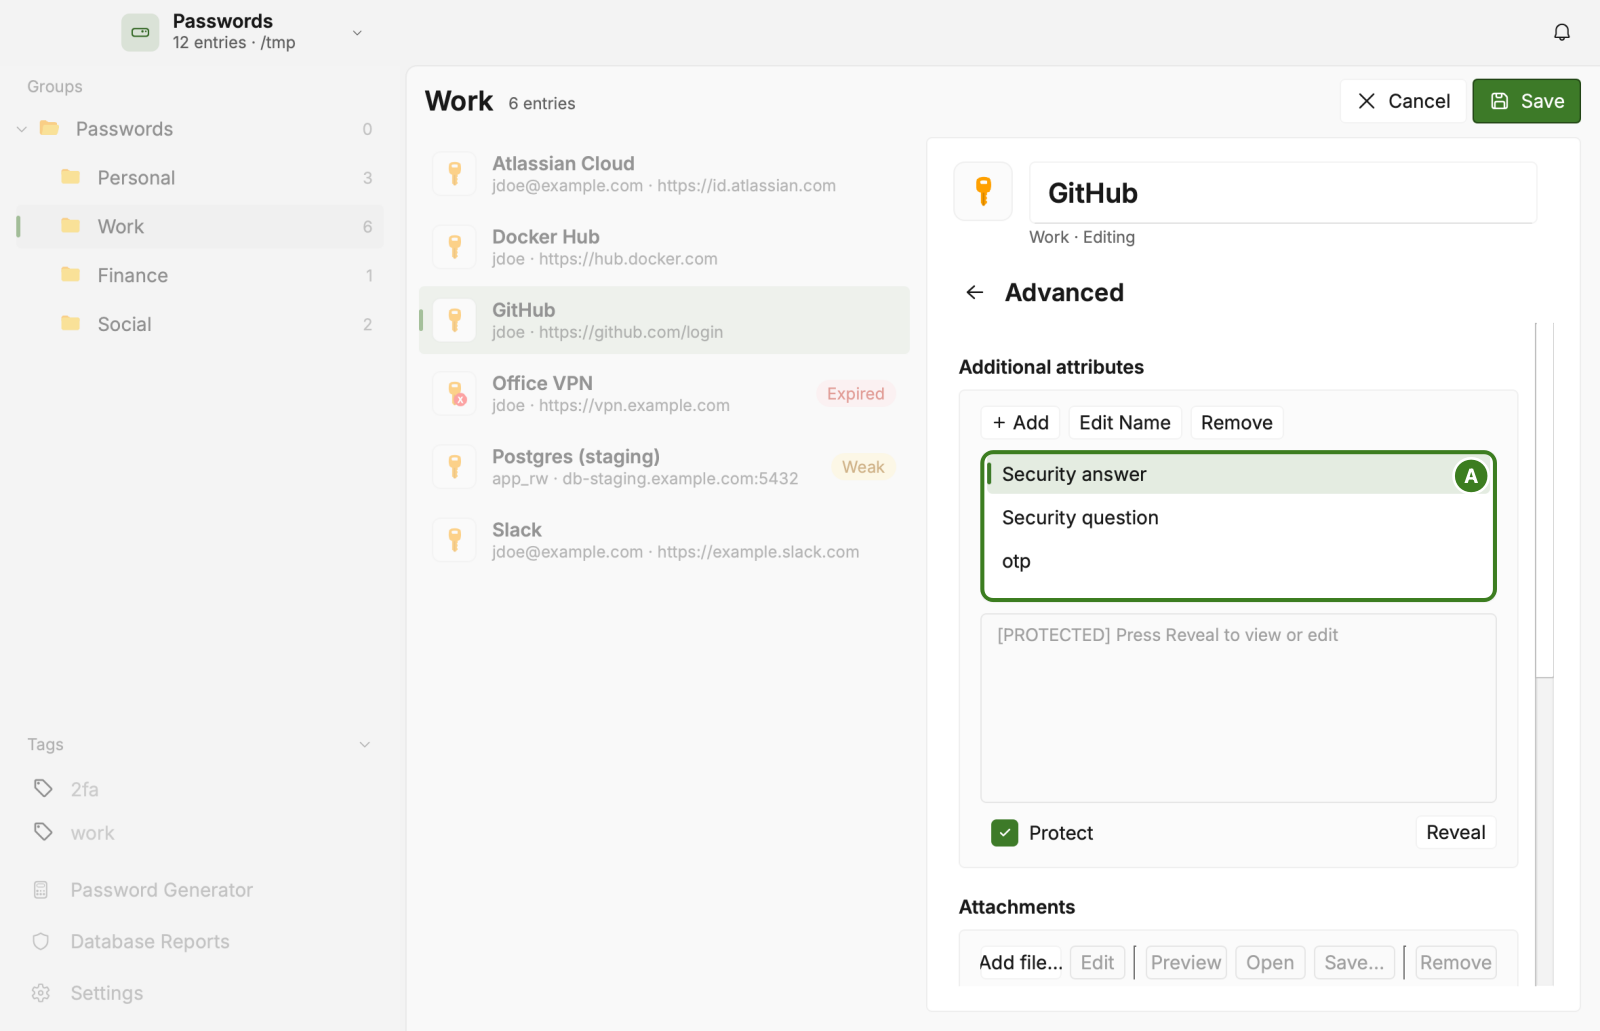 Passwords
12 entries · /tmp
Groups
Passwords 0
Personal 3
Work 6
Finance 1
Social 2
Tags
2fa
work
Password Generator
Database Reports
Settings
Work 6 entries
Cancel
Save
Atlassian Cloud
jdoe@example.com · https://id.atlassian.com
Docker Hub
jdoe · https://hub.docker.com
GitHub
jdoe · https://github.com/login
Office VPN
jdoe · https://vpn.example.com
Expired
Postgres (staging)
app_rw · db-staging.example.com:5432
Weak
Slack
jdoe@example.com · https://example.slack.com
GitHub
Work · Editing
Advanced
Additional attributes
+ Add Edit Name Remove
Security answer
A
Security question
otp
[PROTECTED] Press Reveal to view or edit
Protect
Reveal
Attachments
Add file... Edit Preview Open Save... Remove